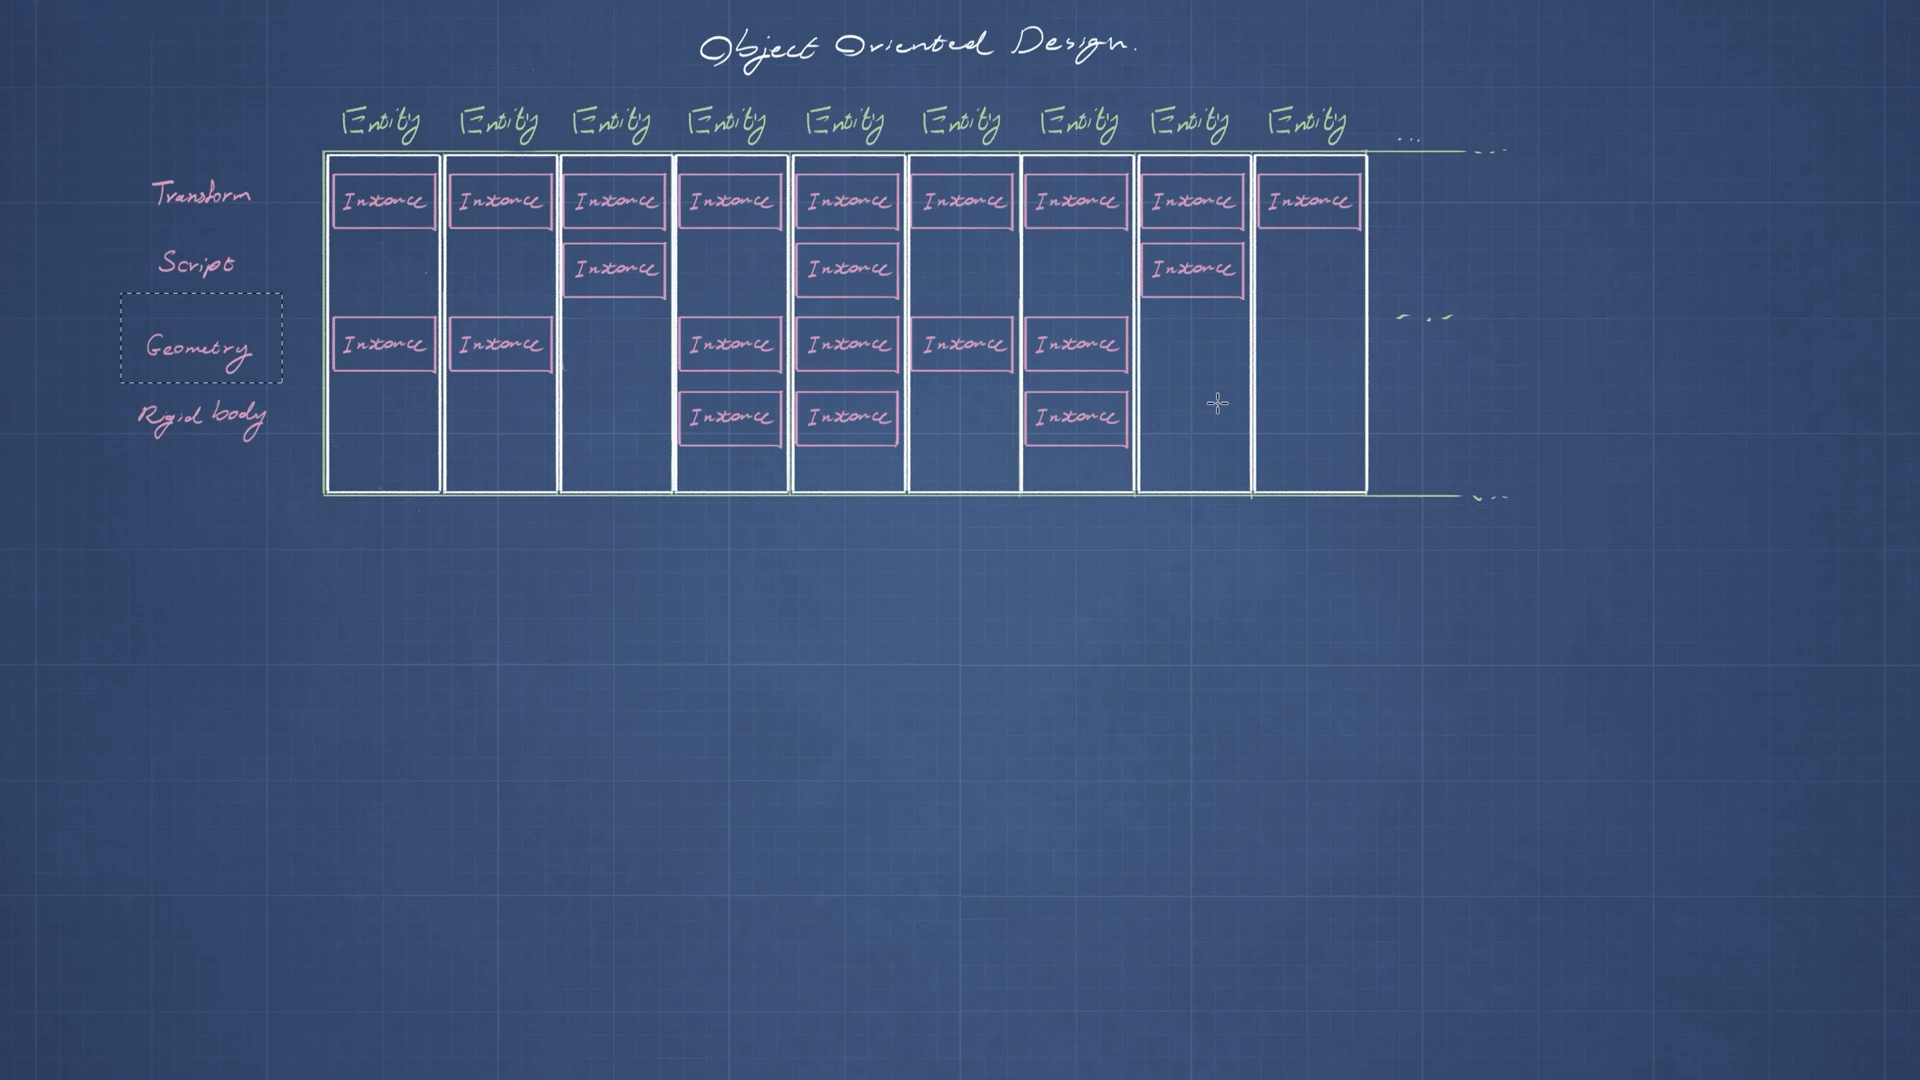 Object Oriented Design.
Entity Entity Entity Entity Entity Entity Entity Entity Entity ...
Transform Instance Instance Instance Instance Instance Instance Instance Instance Instance
Script Instance Instance Instance
Geometry Instance Instance Instance Instance Instance Instance
Rigid body Instance Instance Instance